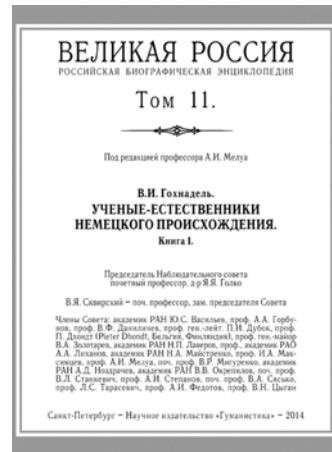 ВЕЛИКАЯ РОССИЯ
РОССИЙСКАЯ БИОГРАФИЧЕСКАЯ ЭНЦИКЛОПЕДИЯ
Том 11.
Под редакцией профессора А.И. Мелуа
В.И. Гохнадель.
УЧЕНЫЕ-ЕСТЕСТВЕННИКИ
НЕМЕЦКОГО ПРОИСХОЖДЕНИЯ.
Книга I.
Председатель Наблюдательного совета
почетный профессор, д-р Я.Я. Голко
В.Я. Сквирский – поч. профессор, зам. председателя Совета
Члены Совета: академик РАН Ю.С. Васильев, проф. А.А. Горбу-
нов, проф. В.Ф. Даниличев, проф. ген.-лейт. П.И. Дубок, проф.
П. Дхондт (Pieter Dhondt, Бельгия, Финляндия), проф. ген-майор
В.А. Золотарев, академик РАН Н.П. Лаверов, проф., академик РАО
А.А. Лиханов, академик РАН Н.А. Майстренко, проф. И.А. Мак-
симцев, проф. А.И. Мелуа, поч. проф. В.Р. Мигуренко, академик
РАН А.Д. Ноздрачев, академик РАН В.В. Окрепилов, поч. проф.
В.Л. Станкевич, проф. А.И. Степанов, поч. проф. В.А. Сясько,
проф. Л.С. Тарасевич, проф. А.И. Федотов, проф. В.Н. Цыган
Санкт-Петербург – Научное издательство «Гуманистика» – 2014